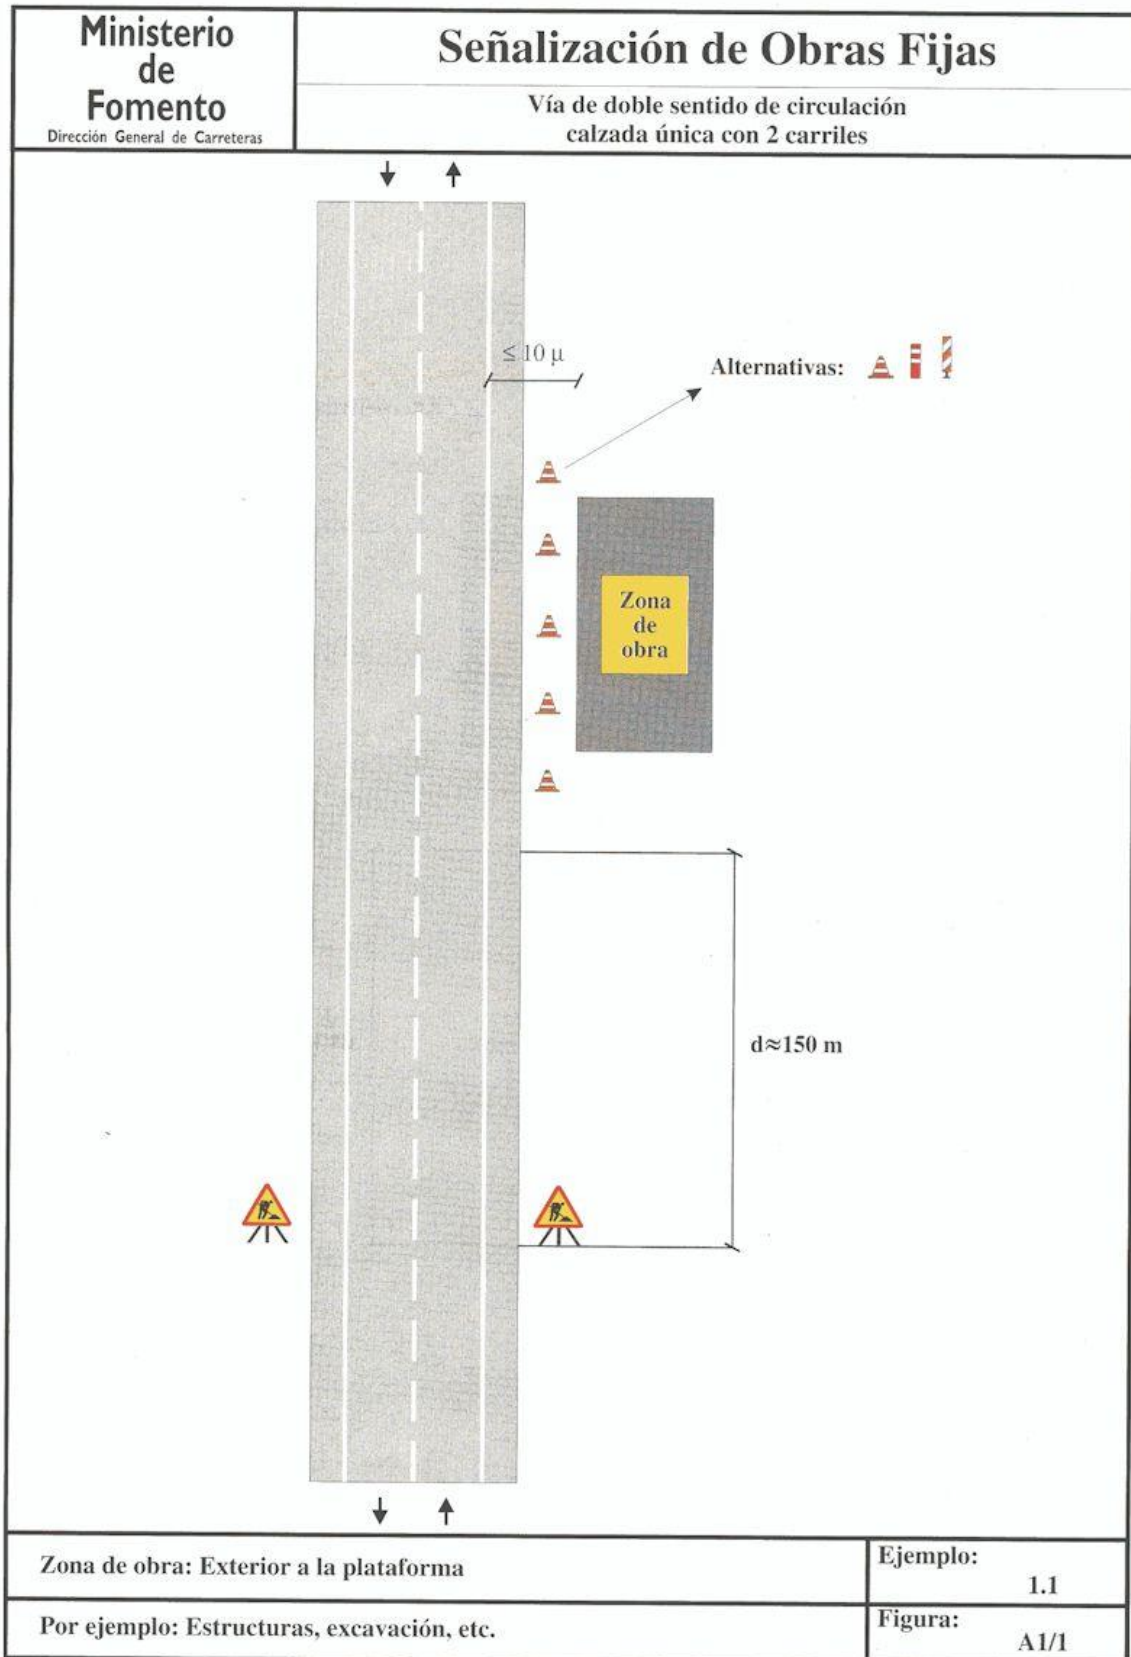 Ministerio
de
Fomento
Dirección General de Carreteras
Señalización de Obras Fijas
Vía de doble sentido de circulación
calzada única con 2 carriles
≤ 10 µ
Alternativas:
Zona
de
obra
d≈150 m
Zona de obra: Exterior a la plataforma
Ejemplo:
1.1
Por ejemplo: Estructuras, excavación, etc.
Figura:
A1/1